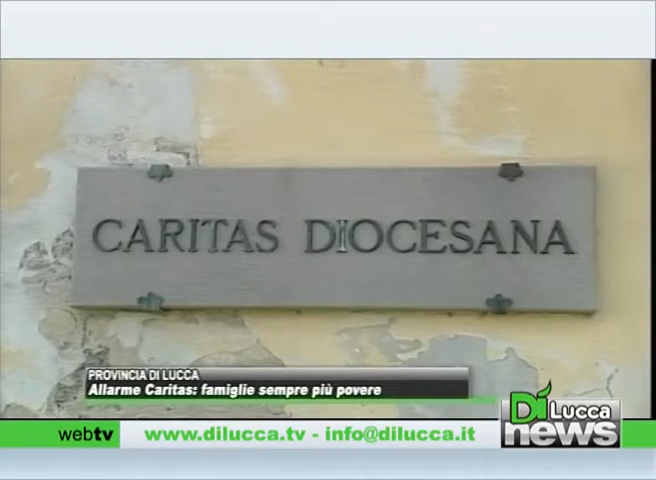 CARITAS DIOCESANA
PROVINCIA DI LUCCA
Allarme Caritas: famiglie sempre più povere
webtv www.dilucca.tv - info@dilucca.it
Di Lucca
news